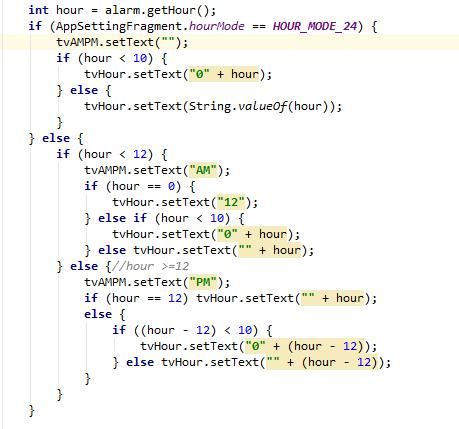 int hour = alarm.getHour();
if (AppSettingFragment.hourMode == HOUR_MODE_24) {
    tvAMPM.setText("");
    if (hour < 10) {
        tvHour.setText("0" + hour);
    } else {
        tvHour.setText(String.valueOf(hour));
    }
} else {
    if (hour < 12) {
        tvAMPM.setText("AM");
        if (hour == 0) {
            tvHour.setText("12");
        } else if (hour < 10) {
            tvHour.setText("0" + hour);
        } else tvHour.setText("" + hour);
    } else {//hour >=12
        tvAMPM.setText("PM");
        if (hour == 12) tvHour.setText("" + hour);
        else {
            if ((hour - 12) < 10) {
                tvHour.setText("0" + (hour - 12));
            } else tvHour.setText("" + (hour - 12));
        }
    }
}